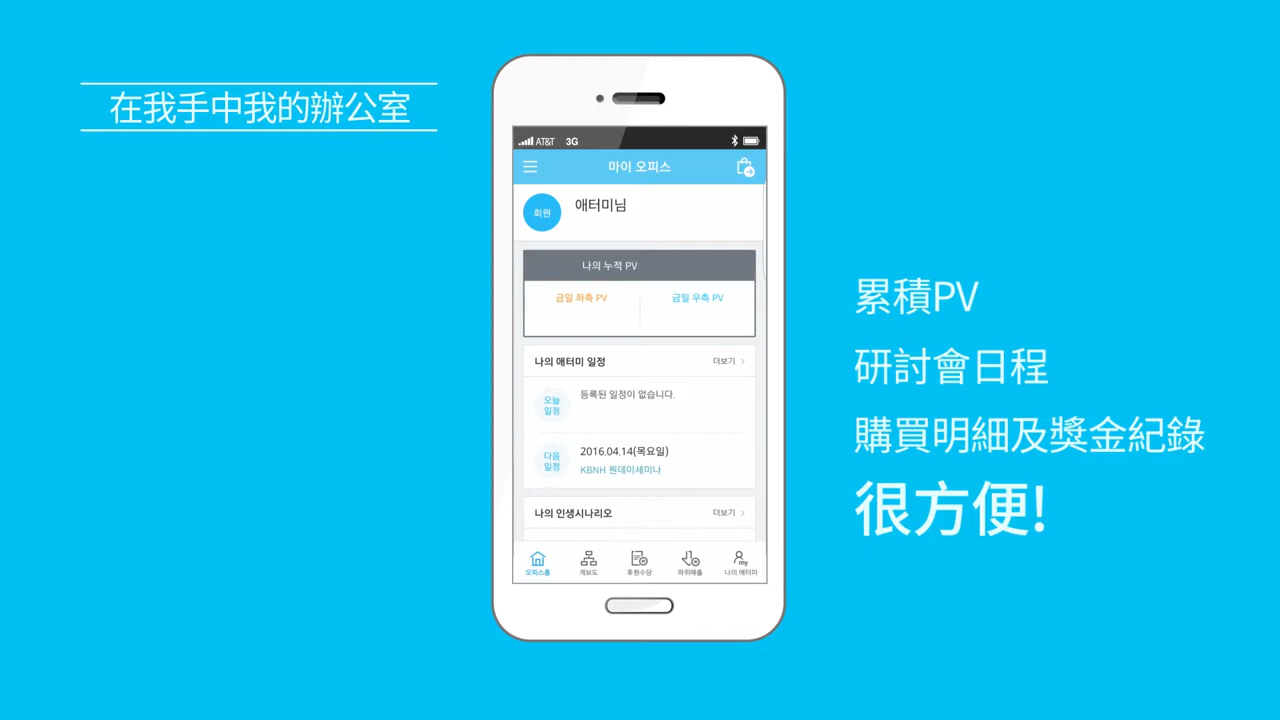 在我手中我的辦公室
AT&T 3G
마이 오피스
회원
애터미님
나의 누적 PV
금일 좌측 PV
금일 우측 PV
나의 애터미 일정
더보기 >
오늘
일정
등록된 일정이 없습니다.
다음
일정
2016.04.14(목요일)
KBNH 원데이세미나
나의 인생시나리오
더보기 >
오피스홈
계보도
후원수당
하위매출
my
나의 애터미
累積PV
研討會日程
購買明細及獎金紀錄
很方便!